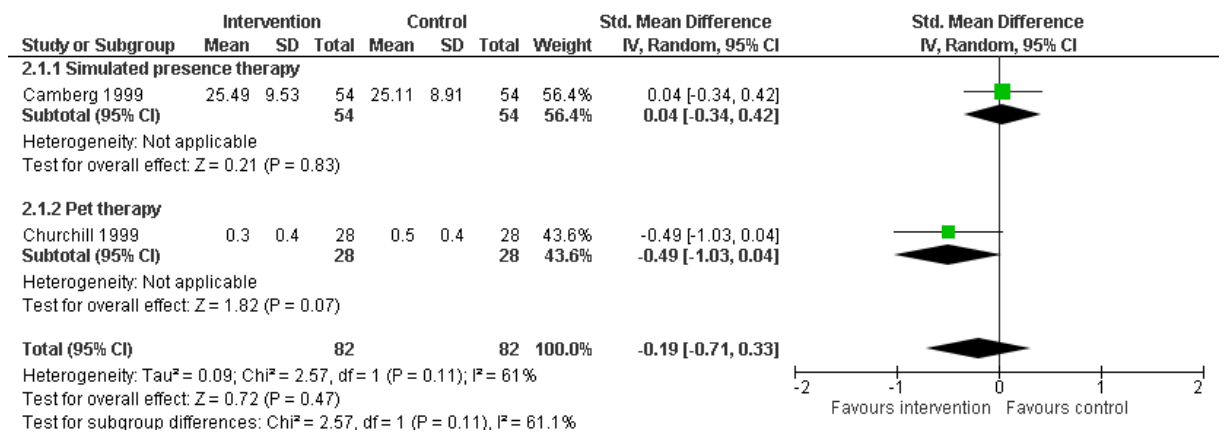 Intervention Control Std. Mean Difference Std. Mean Difference
Study or Subgroup Mean SD Total Mean SD Total Weight IV, Random, 95% CI IV, Random, 95% CI
2.1.1 Simulated presence therapy
Camberg 1999 25.49 9.53 54 25.11 8.91 54 56.4% 0.04 [-0.34, 0.42]
Subtotal (95% CI) 54 54 56.4% 0.04 [-0.34, 0.42]
Heterogeneity: Not applicable
Test for overall effect: Z = 0.21 (P = 0.83)
2.1.2 Pet therapy
Churchill 1999 0.3 0.4 28 0.5 0.4 28 43.6% -0.49 [-1.03, 0.04]
Subtotal (95% CI) 28 28 43.6% -0.49 [-1.03, 0.04]
Heterogeneity: Not applicable
Test for overall effect: Z = 1.82 (P = 0.07)
Total (95% CI) 82 82 100.0% -0.19 [-0.71, 0.33]
Heterogeneity: Tau² = 0.09; Chi² = 2.57, df = 1 (P = 0.11); I² = 61%
Test for overall effect: Z = 0.72 (P = 0.47)
Test for subgroup differences: Chi² = 2.57, df = 1 (P = 0.11), I² = 61.1%
-2 -1 0 1 2
Favours intervention Favours control